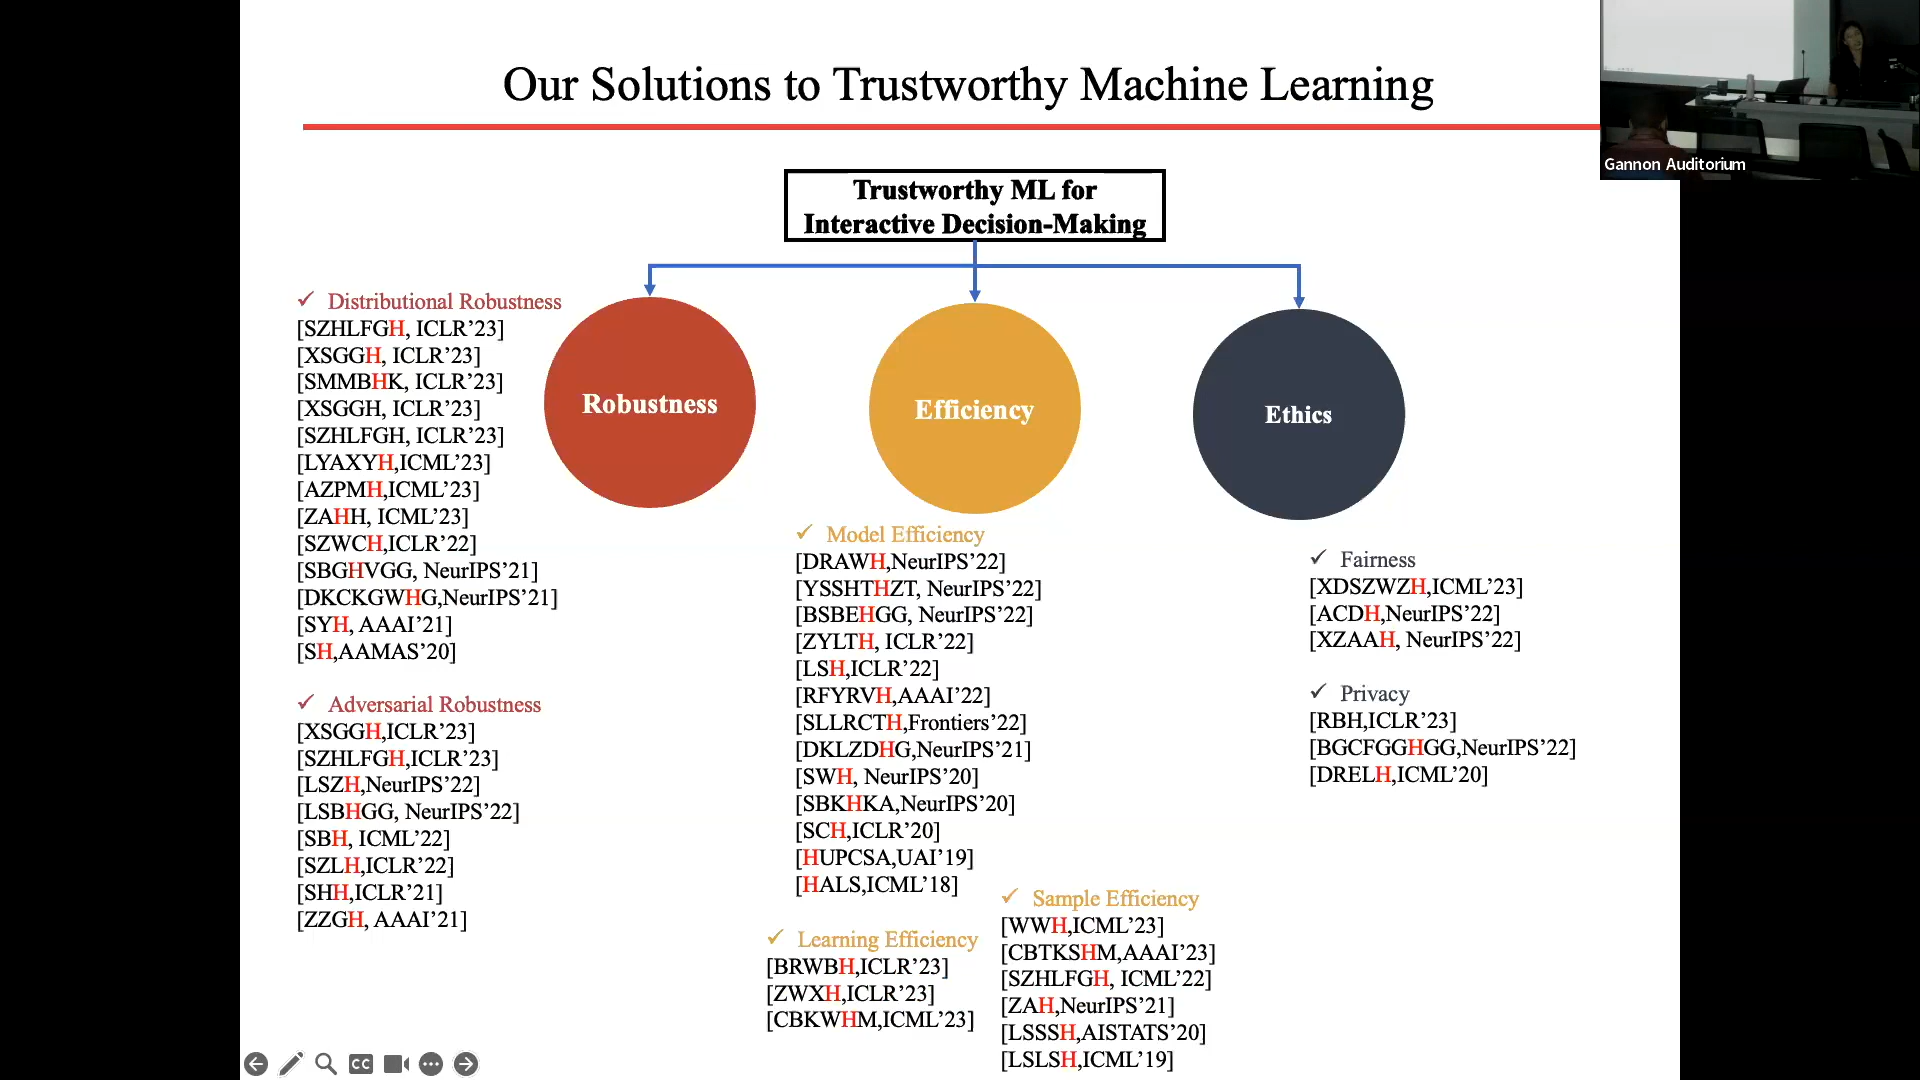 Our Solutions to Trustworthy Machine Learning
Gannon Auditorium
Trustworthy ML for
Interactive Decision-Making
Robustness
Efficiency
Ethics
✓ Distributional Robustness
[SZHLFGH, ICLR’23]
[XSGGH, ICLR’23]
[SMMBHK, ICLR’23]
[XSGGH, ICLR’23]
[SZHLFGH, ICLR’23]
[LYAXYH,ICML’23]
[AZPMH,ICML’23]
[ZAHH, ICML’23]
[SZWCH,ICLR’22]
[SBGHVGG, NeurIPS’21]
[DKCKGWHG,NeurIPS’21]
[SYH, AAAI’21]
[SH,AAMAS’20]
✓ Adversarial Robustness
[XSGGH,ICLR’23]
[SZHLFGH,ICLR’23]
[LSZH,NeurIPS’22]
[LSBHGG, NeurIPS’22]
[SBH, ICML’22]
[SZLH,ICLR’22]
[SHH,ICLR’21]
[ZZGH, AAAI’21]
✓ Model Efficiency
[DRAWH,NeurIPS’22]
[YSSHTHZT, NeurIPS’22]
[BSBEHGG, NeurIPS’22]
[ZYLTH, ICLR’22]
[LSH,ICLR’22]
[RFYRVH,AAAI’22]
[SLLRCTH,Frontiers’22]
[DKLZDHG,NeurIPS’21]
[SWH, NeurIPS’20]
[SBKHKA,NeurIPS’20]
[SCH,ICLR’20]
[HUPCSA,UAI’19]
[HALS,ICML’18]
✓ Learning Efficiency
[BRWBH,ICLR’23]
[ZWXH,ICLR’23]
[CBKWHM,ICML’23]
✓ Sample Efficiency
[WWH,ICML’23]
[CBTKSHM,AAAI’23]
[SZHLFGH, ICML’22]
[ZAH,NeurIPS’21]
[LSSSH,AISTATS’20]
[LSLSH,ICML’19]
✓ Fairness
[XDSZWZH,ICML’23]
[ACDH,NeurIPS’22]
[XZAAH, NeurIPS’22]
✓ Privacy
[RBH,ICLR’23]
[BGCFGGHGG,NeurIPS’22]
[DRELH,ICML’20]
CC